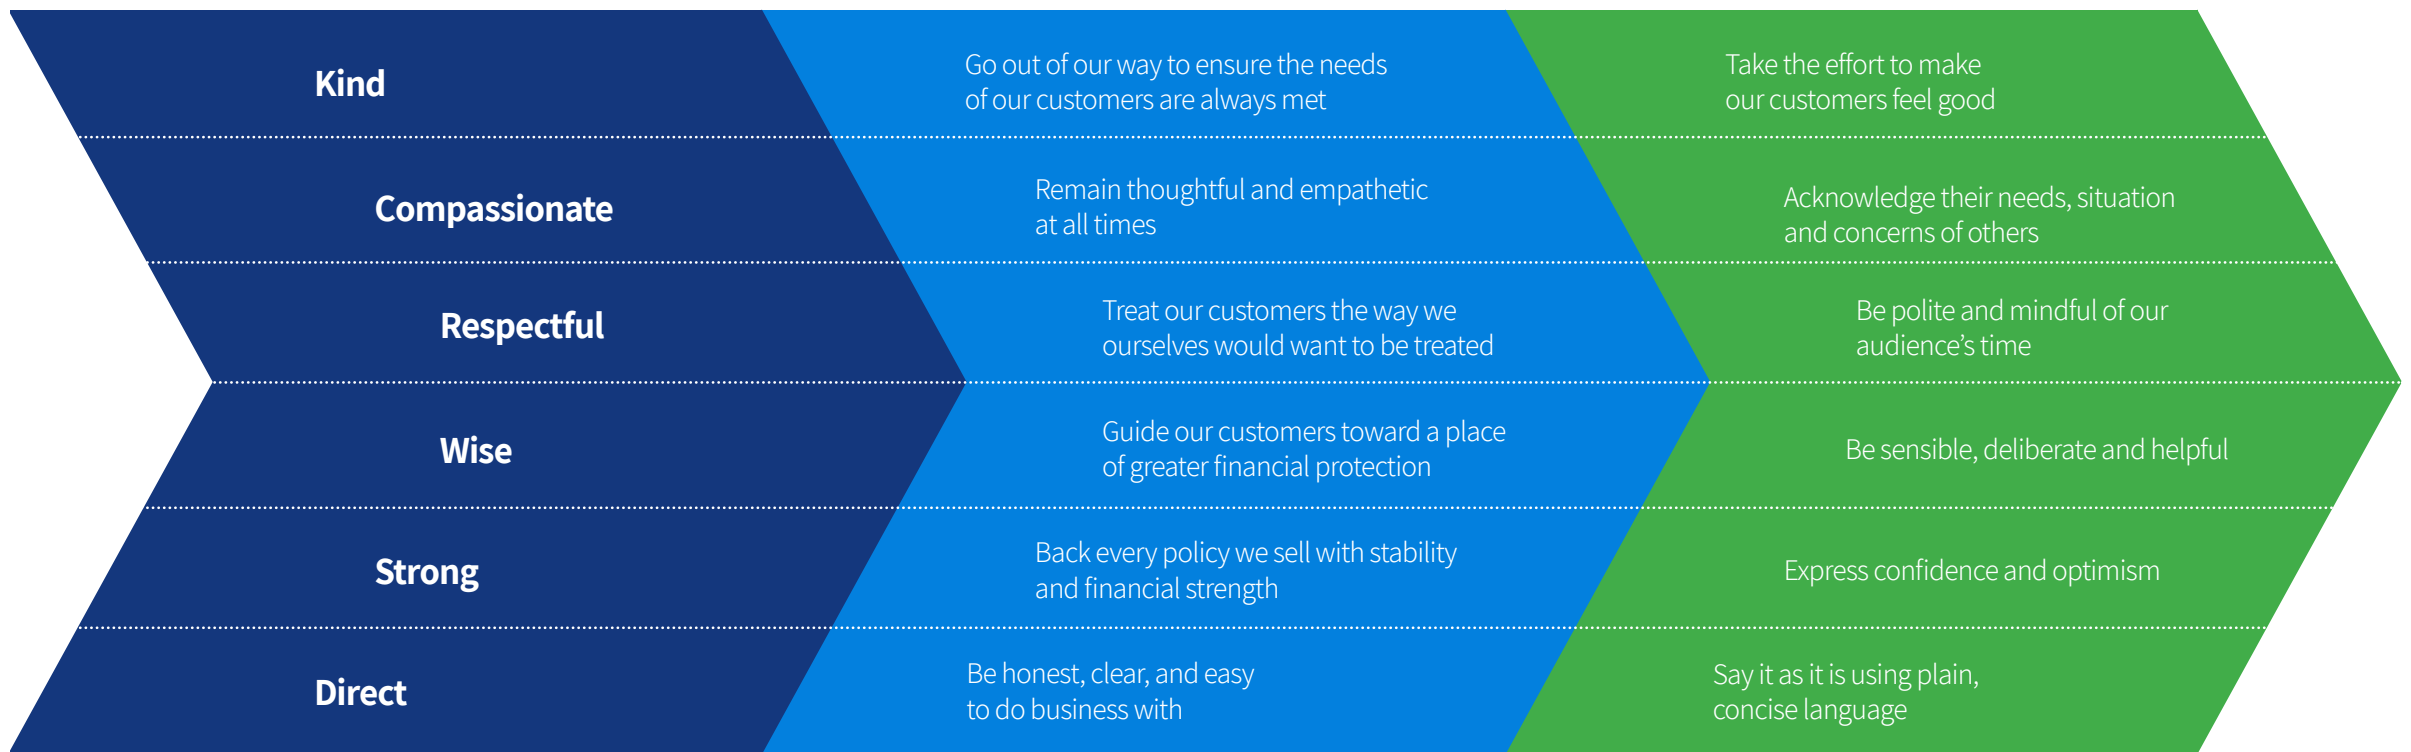 Kind
Go out of our way to ensure the needs
of our customers are always met
Take the effort to make
our customers feel good
Compassionate
Remain thoughtful and empathetic
at all times
Acknowledge their needs, situation
and concerns of others
Respectful
Treat our customers the way we
ourselves would want to be treated
Be polite and mindful of our
audience’s time
Wise
Guide our customers toward a place
of greater financial protection
Be sensible, deliberate and helpful
Strong
Back every policy we sell with stability
and financial strength
Express confidence and optimism
Direct
Be honest, clear, and easy
to do business with
Say it as it is using plain,
concise language